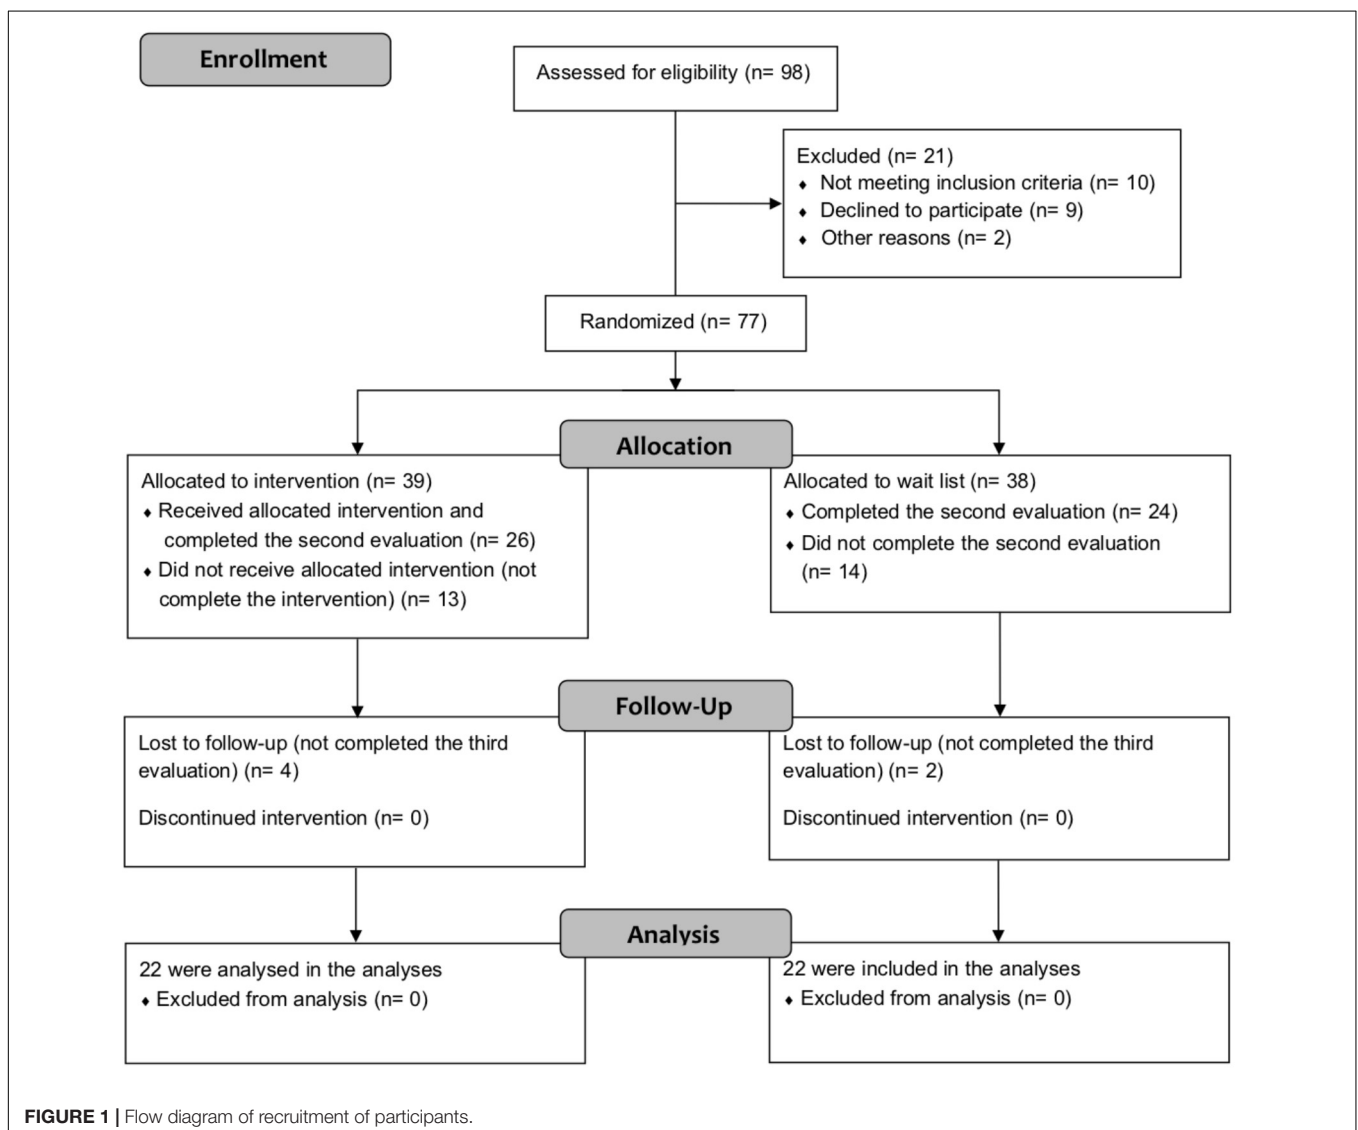 Enrollment
Assessed for eligibility (n= 98)
Excluded (n= 21)
♦ Not meeting inclusion criteria (n= 10)
♦ Declined to participate (n= 9)
♦ Other reasons (n= 2)
Randomized (n= 77)
Allocation
Allocated to intervention (n= 39)
♦ Received allocated intervention and
completed the second evaluation (n= 26)
♦ Did not receive allocated intervention (not
complete the intervention) (n= 13)
Allocated to wait list (n= 38)
♦ Completed the second evaluation (n= 24)
♦ Did not complete the second evaluation
(n= 14)
Follow-Up
Lost to follow-up (not completed the third
evaluation) (n= 4)
Discontinued intervention (n= 0)
Lost to follow-up (not completed the third
evaluation) (n= 2)
Discontinued intervention (n= 0)
Analysis
22 were analysed in the analyses
♦ Excluded from analysis (n= 0)
22 were included in the analyses
♦ Excluded from analysis (n= 0)
FIGURE 1 | Flow diagram of recruitment of participants.